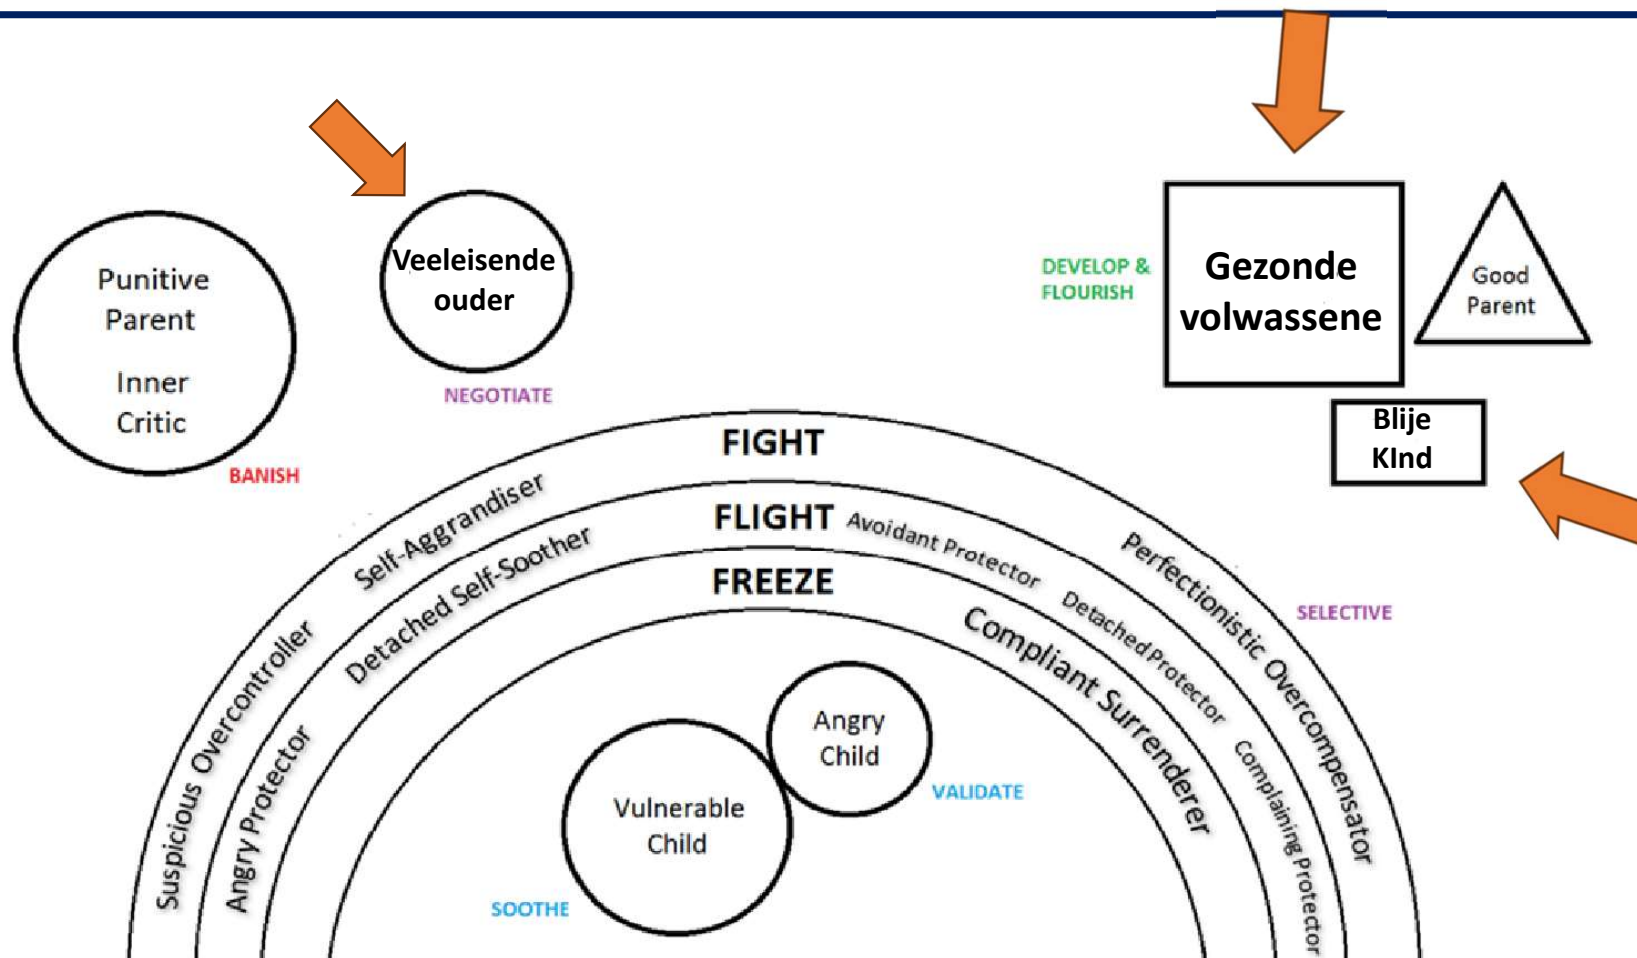 Punitive
Parent
Inner
Critic
BANISH
Veeleisende
ouder
NEGOTIATE
DEVELOP &
FLOURISH
Gezonde
volwassene
Good
Parent
Blije
KInd
FIGHT
Suspicious Overcontroller
Self-Aggrandiser
Perfectionistic Overcompensator
SELECTIVE
FLIGHT
Angry Protector
Detached Self-Soother
Avoidant Protector
Detached Protector
Complaining Protector
FREEZE
Compliant Surrenderer
Angry
Child
VALIDATE
Vulnerable
Child
SOOTHE